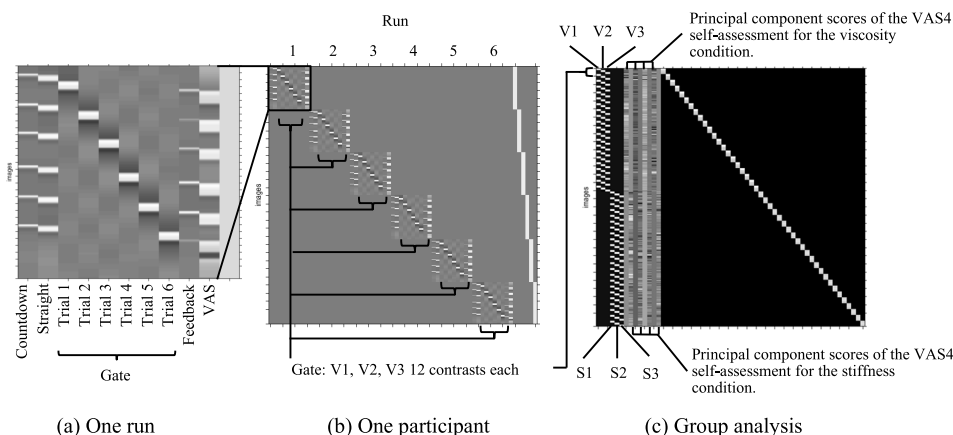 Run
1 2 3 4 5 6
images
Countdown
Straight
Trial 1
Trial 2
Trial 3
Trial 4
Trial 5
Trial 6
Feedback
VAS
Gate
(a) One run
images
Gate: V1, V2, V3 12 contrasts each
(b) One participant
Principal component scores of the VAS4
self-assessment for the viscosity
condition.
V1 V2 V3
images
S1 S2 S3
Principal component scores of the VAS4
self-assessment for the stiffness
condition.
(c) Group analysis